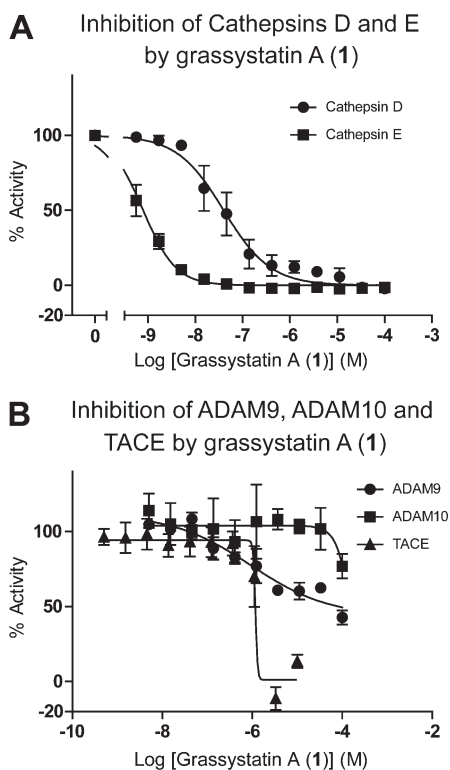 A
Inhibition of Cathepsins D and E
by grassystatin A (1)
Cathepsin D
Cathepsin E
% Activity
100
50
0
-20
0 -9 -8 -7 -6 -5 -4 -3
Log [Grassystatin A (1)] (M)
B
Inhibition of ADAM9, ADAM10 and
TACE by grassystatin A (1)
ADAM9
ADAM10
TACE
% Activity
100
50
0
-20
-10 -8 -6 -4 -2
Log [Grassystatin A (1)] (M)